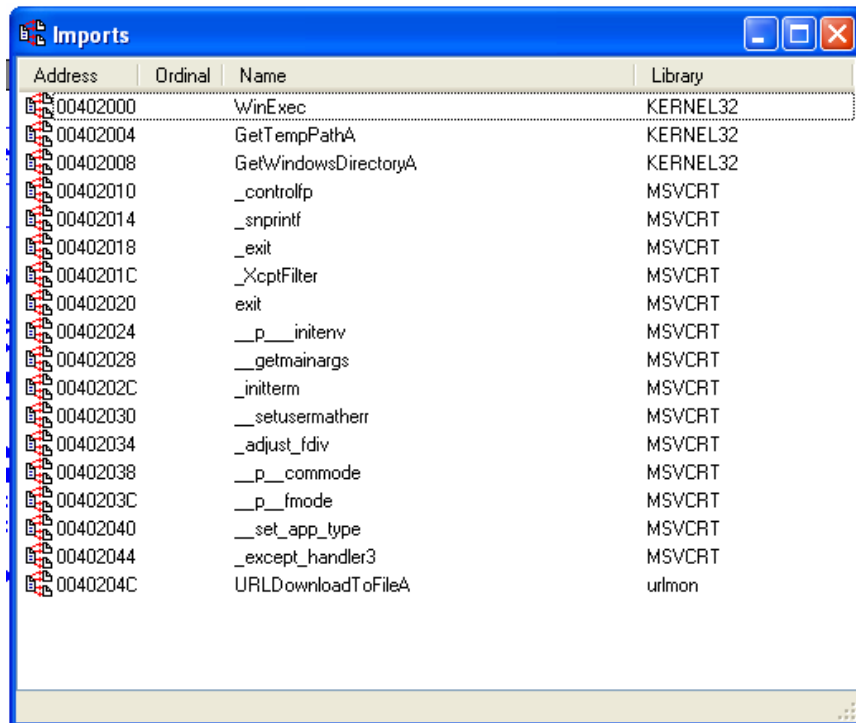 Imports
Address Ordinal Name Library
00402000 WinExec KERNEL32
00402004 GetTempPathA KERNEL32
00402008 GetWindowsDirectoryA KERNEL32
00402010 _controlfp MSVCRT
00402014 _snprintf MSVCRT
00402018 _exit MSVCRT
0040201C _XcptFilter MSVCRT
00402020 exit MSVCRT
00402024 __p___initenv MSVCRT
00402028 __getmainargs MSVCRT
0040202C _initterm MSVCRT
00402030 __setusermatherr MSVCRT
00402034 _adjust_fdiv MSVCRT
00402038 __p__commode MSVCRT
0040203C __p__fmode MSVCRT
00402040 __set_app_type MSVCRT
00402044 _except_handler3 MSVCRT
0040204C URLDownloadToFileA urlmon